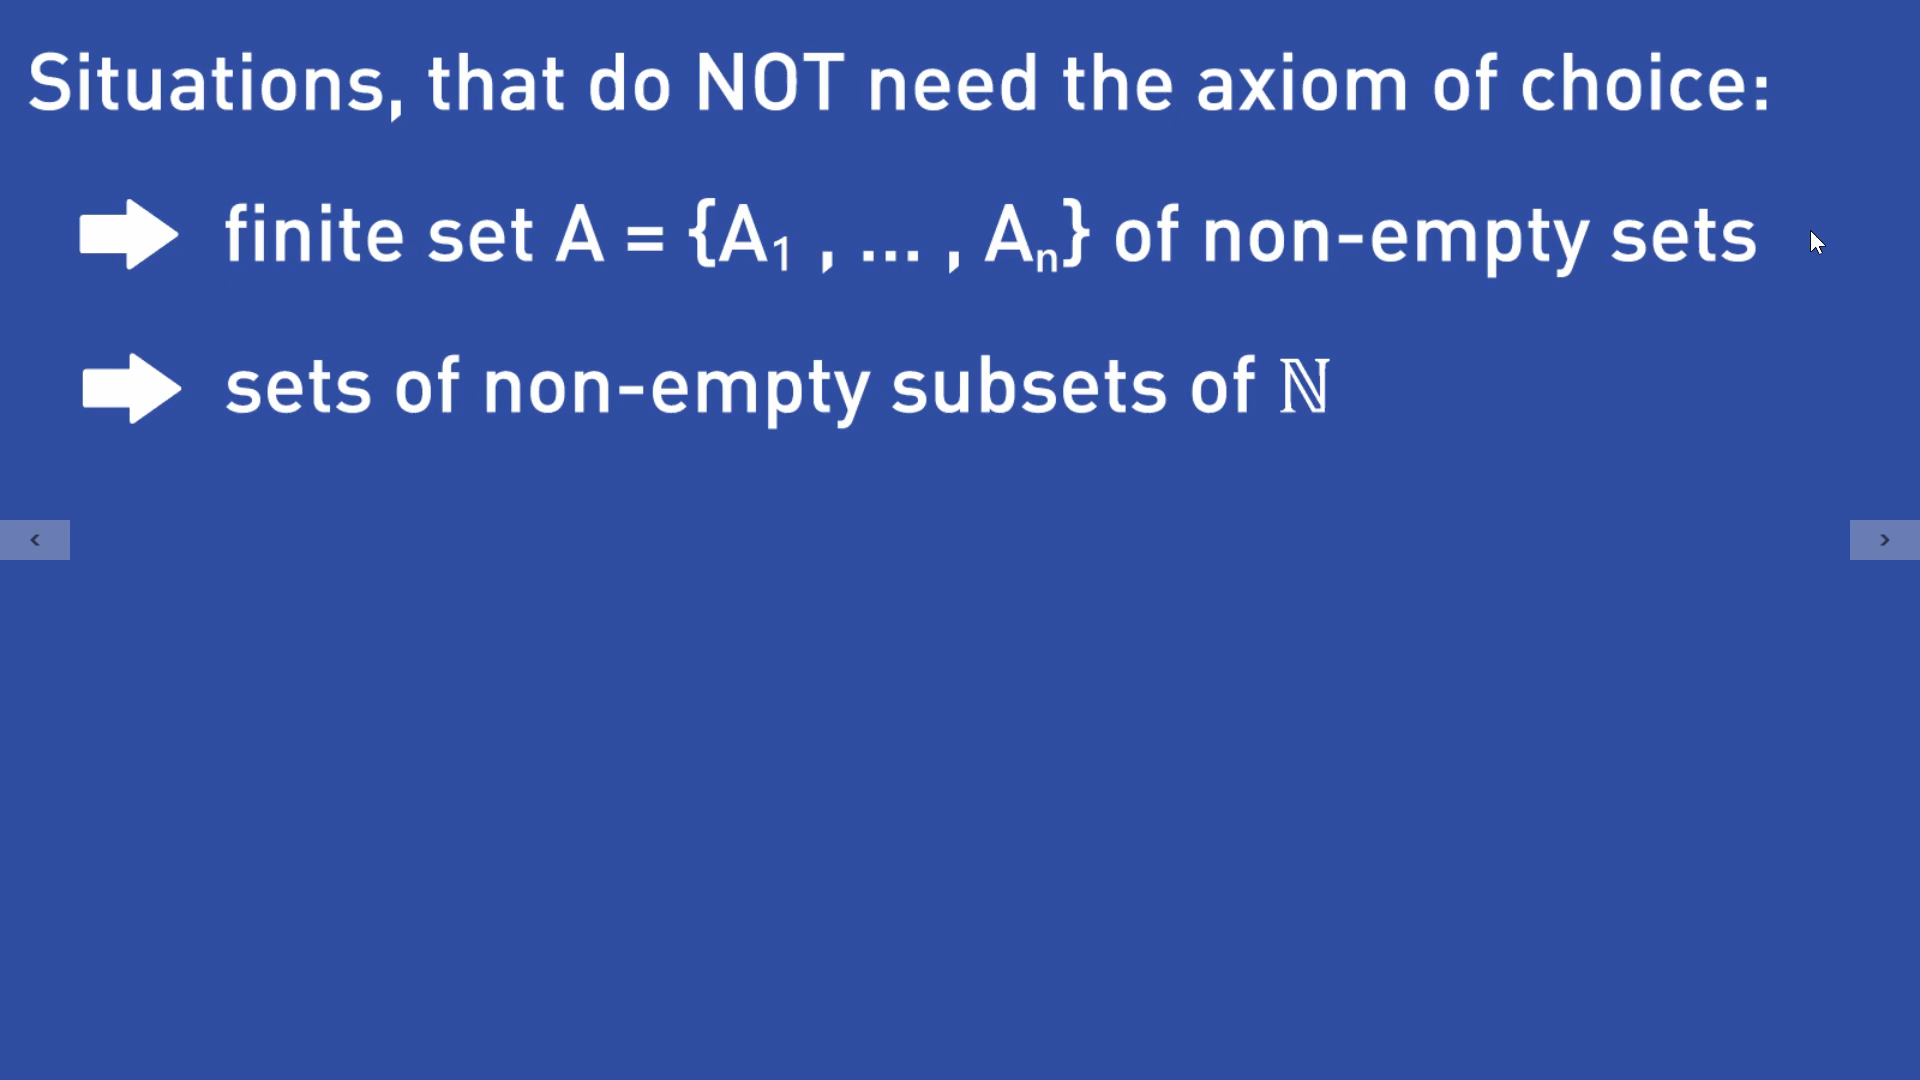 Situations, that do NOT need the axiom of choice:
finite set A = {A₁ , ... , Aₙ} of non-empty sets
sets of non-empty subsets of ℕ